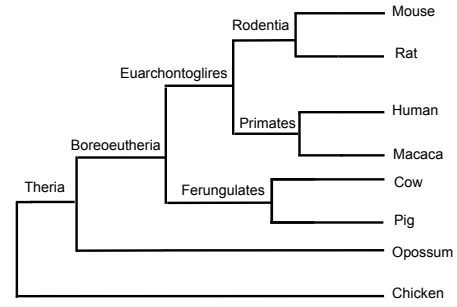 Mouse
Rodentia
Rat
Euarchontoglires
Human
Primates
Boreoeutheria
Macaca
Theria
Cow
Ferungulates
Pig
Opossum
Chicken